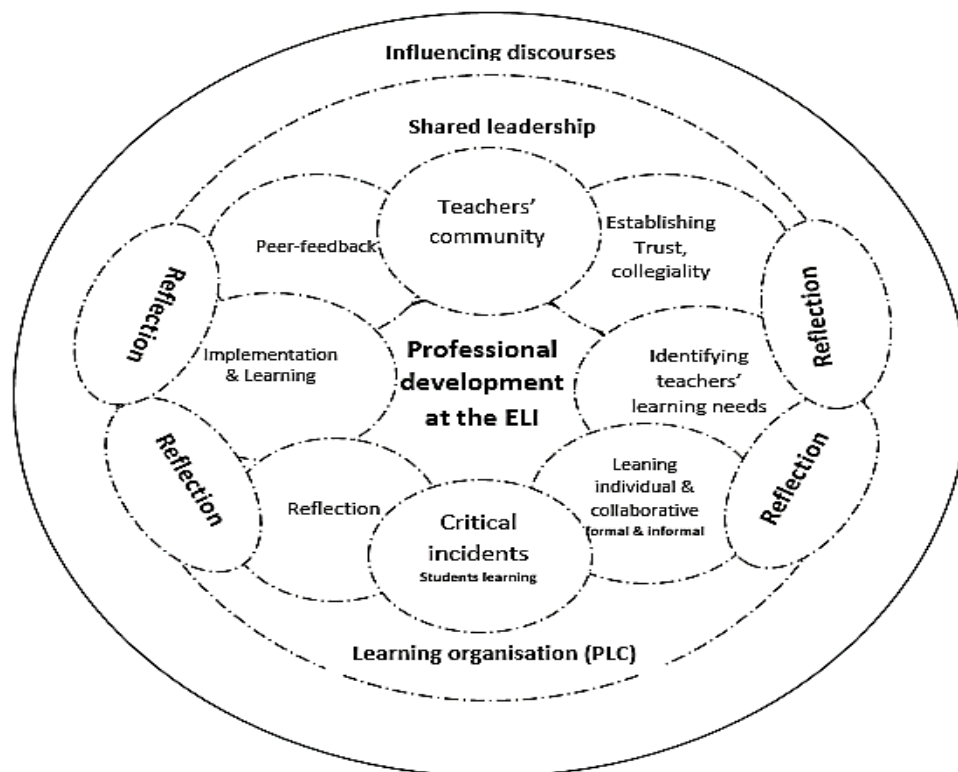 Influencing discourses
Shared leadership
Teachers'
community
Peer-feedback
Establishing
Trust,
collegiality
Reflection
Reflection
Implementation
& Learning
Professional
development
at the ELI
Identifying
teachers'
learning needs
Reflection
Reflection
Reflection
Critical
incidents
Students learning
Leaning
individual &
collaborative
formal & informal
Learning organisation (PLC)